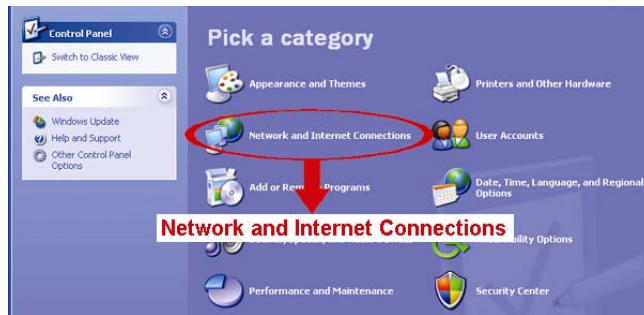 Control Panel
Switch to Classic View
See Also
Windows Update
Help and Support
Other Control Panel
Options
Pick a category
Appearance and Themes
Printers and Other Hardware
Network and Internet Connections
User Accounts
Add or Programs
Date, Time, Language, and Regional
Options
Network and Internet Connections
Options
Performance and Maintenance
Security Center